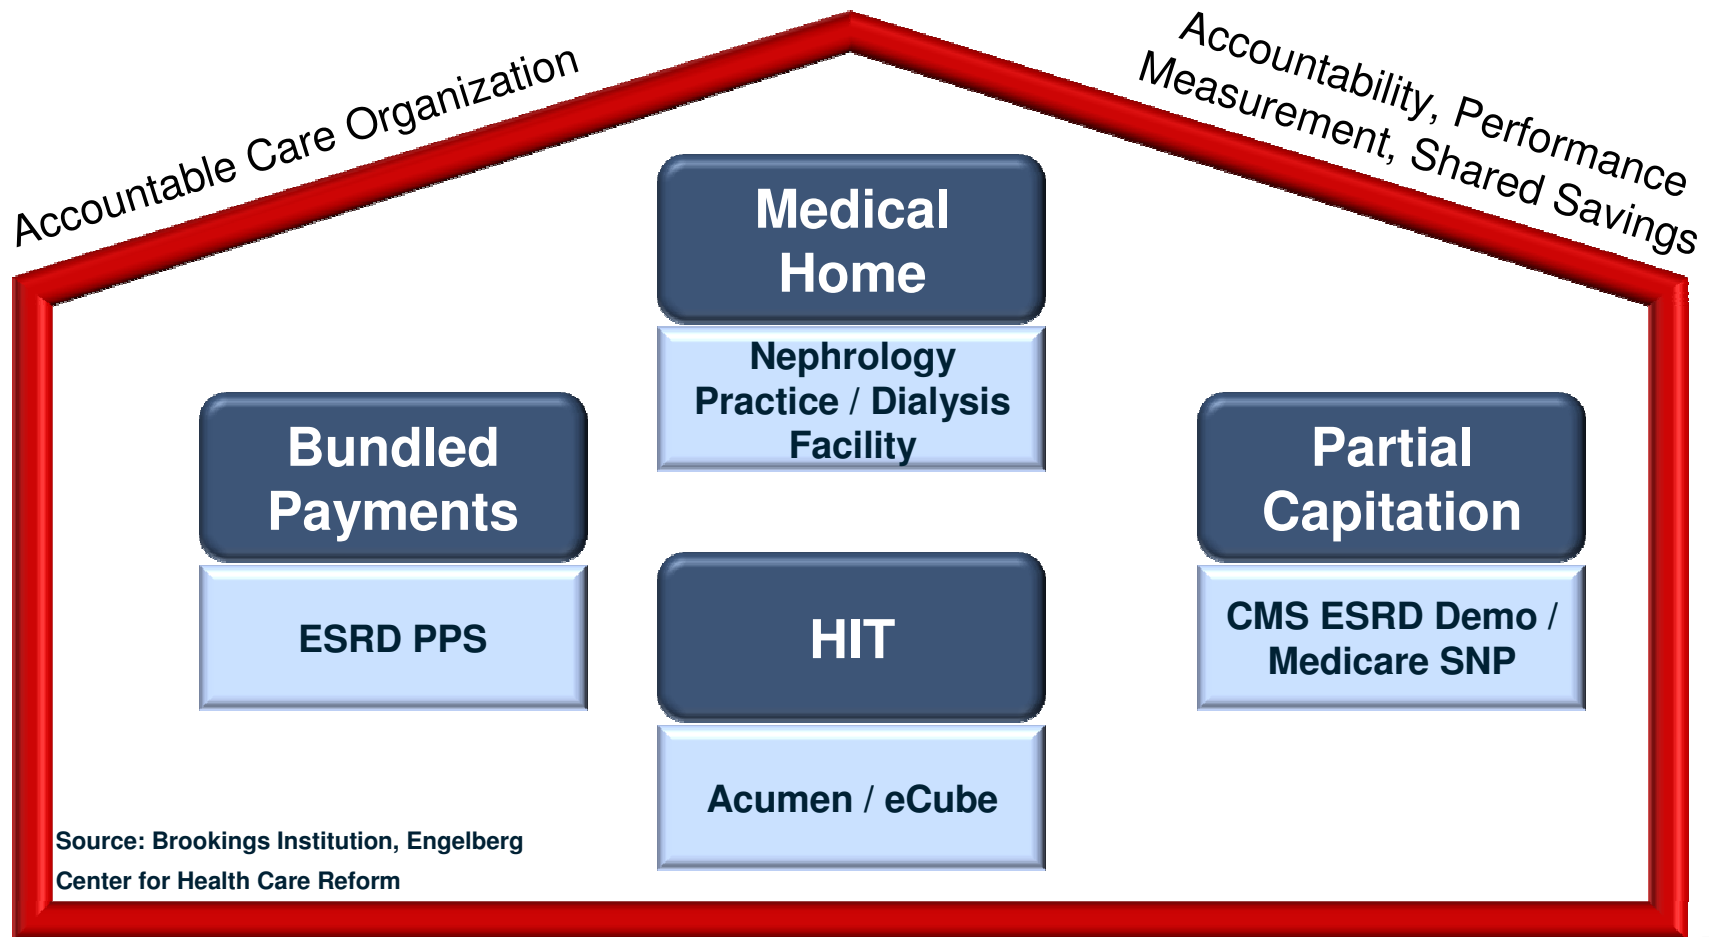 Accountable Care Organization
Accountability, Performance
Measurement, Shared Savings
Medical
Home
Nephrology
Practice / Dialysis
Facility
Bundled
Payments
ESRD PPS
Partial
Capitation
CMS ESRD Demo /
Medicare SNP
HIT
Acumen / eCube
Source: Brookings Institution, Engelberg
Center for Health Care Reform